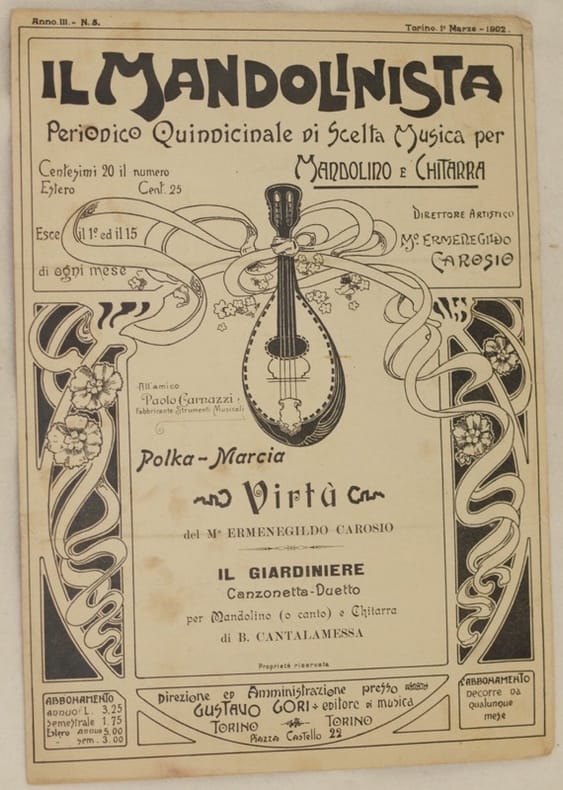 Anno III. - N. 5.
Torino, 1º Marzo - 1902.
IL MANDOLINISTA
Periodico Quindicinale di Scelta Musica per
MANDOLINO E CHITARRA
Centesimi 20 il numero
Estero Cent. 25
Esce il 1º ed il 15
di ogni mese
Direttore Artistico
Mº ERMENEGILDO
CAROSIO
All'amico
Paolo Carnazzi
Fabbricante Strumenti Musicali
Polka-Marcia
Virtù
del Mº ERMENEGILDO CAROSIO
IL GIARDINIERE
Canzonetta-Duetto
per Mandolino (o canto) e Chitarra
di B. CANTALAMESSA
Proprietà riservata
ABBONAMENTO
annuo L. 3,25
Semestrale 1.75
Estero annuo 5.00
" sem. 3.00
Direzione ed Amministrazione presso
GUSTAVO GORI editore di musica
TORINO TORINO
Piazza Castello 22
L'ABBONAMENTO
decorre da
qualunque
mese